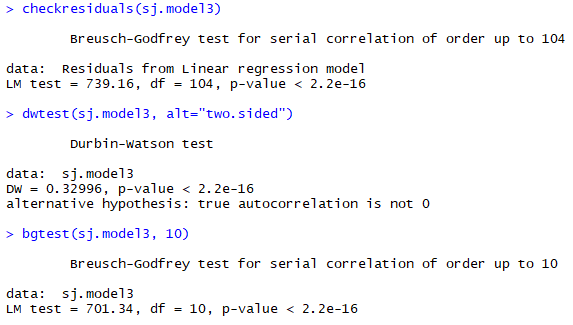 > checkresiduals(sj.model3)
Breusch-Godfrey test for serial correlation of order up to 104
data:  Residuals from Linear regression model
LM test = 739.16, df = 104, p-value < 2.2e-16
> dwtest(sj.model3, alt="two.sided")
Durbin-Watson test
data:  sj.model3
DW = 0.32996, p-value < 2.2e-16
alternative hypothesis: true autocorrelation is not 0
> bgtest(sj.model3, 10)
Breusch-Godfrey test for serial correlation of order up to 10
data:  sj.model3
LM test = 701.34, df = 10, p-value < 2.2e-16